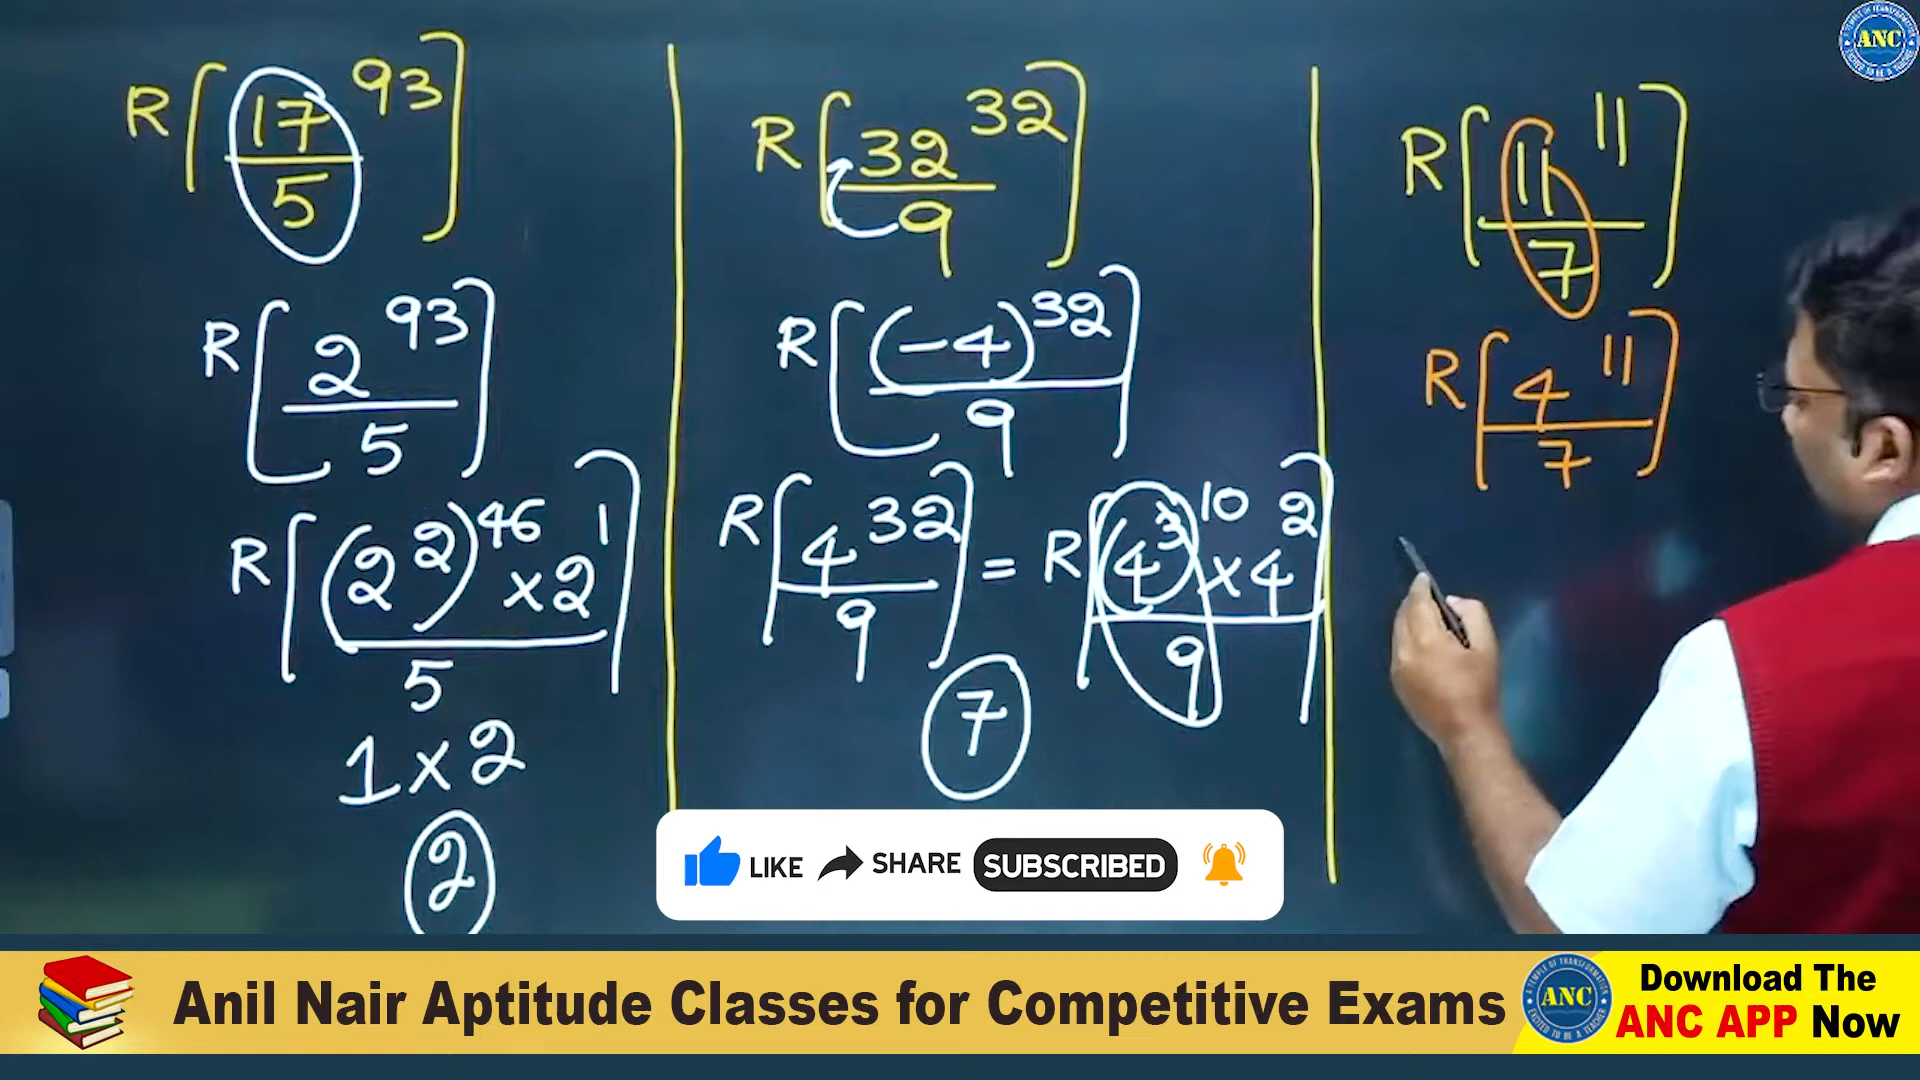 R[17/5 ^93]
R[2^93/5]
R[(2^2)^46 × 2^1/5]
1 × 2
2
R[32^32/9]
R[(-4)^32/9]
R[4^32/9] = R[(4^3)^10 × 4^2/9]
7
R[11^11/7]
R[4^11/7]
ANC
LIKE SHARE SUBSCRIBED
Anil Nair Aptitude Classes for Competitive Exams
ANC
Download The
ANC APP Now